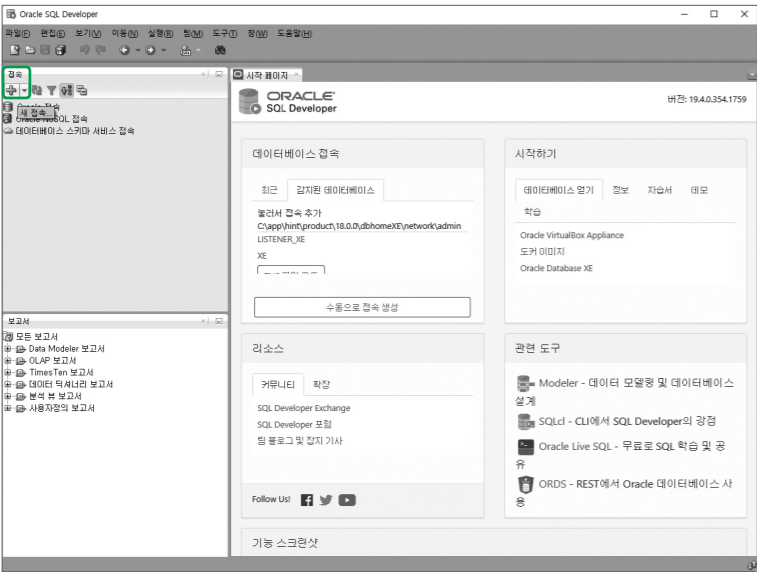 Oracle SQL Developer
파일(F) 편집(E) 보기(V) 이동(N) 실행(R) 팀(M) 도구(T) 창(W) 도움말(H)
접속
Oracle 접속
새 접속...
Oracle NoSQL 접속
데이터베이스 스키마 서비스 접속
보고서
모든 보고서
Data Modeler 보고서
OLAP 보고서
TimesTen 보고서
데이터 딕셔너리 보고서
분석 뷰 보고서
사용자정의 보고서
시작 페이지
ORACLE
SQL Developer
버전: 19.4.0.354.1759
데이터베이스 접속
최근 감지된 데이터베이스
눌러서 접속 추가
C:\app\hint\product\18.0.0\dbhomeXE\network\admin
LISTENER_XE
XE
수동으로 접속 생성
시작하기
데이터베이스 열기 정보 자습서 데모
학습
Oracle VirtualBox Appliance
도커 이미지
Oracle Database XE
리소스
커뮤니티 확장
SQL Developer Exchange
SQL Developer 포럼
팀 블로그 및 잡지 기사
Follow Us!
관련 도구
Modeler - 데이터 모델링 및 데이터베이스
설계
SQLcl - CLI에서 SQL Developer의 강점
Oracle Live SQL - 무료로 SQL 학습 및 공
유
ORDS - REST에서 Oracle 데이터베이스 사
용
기능 스크린샷